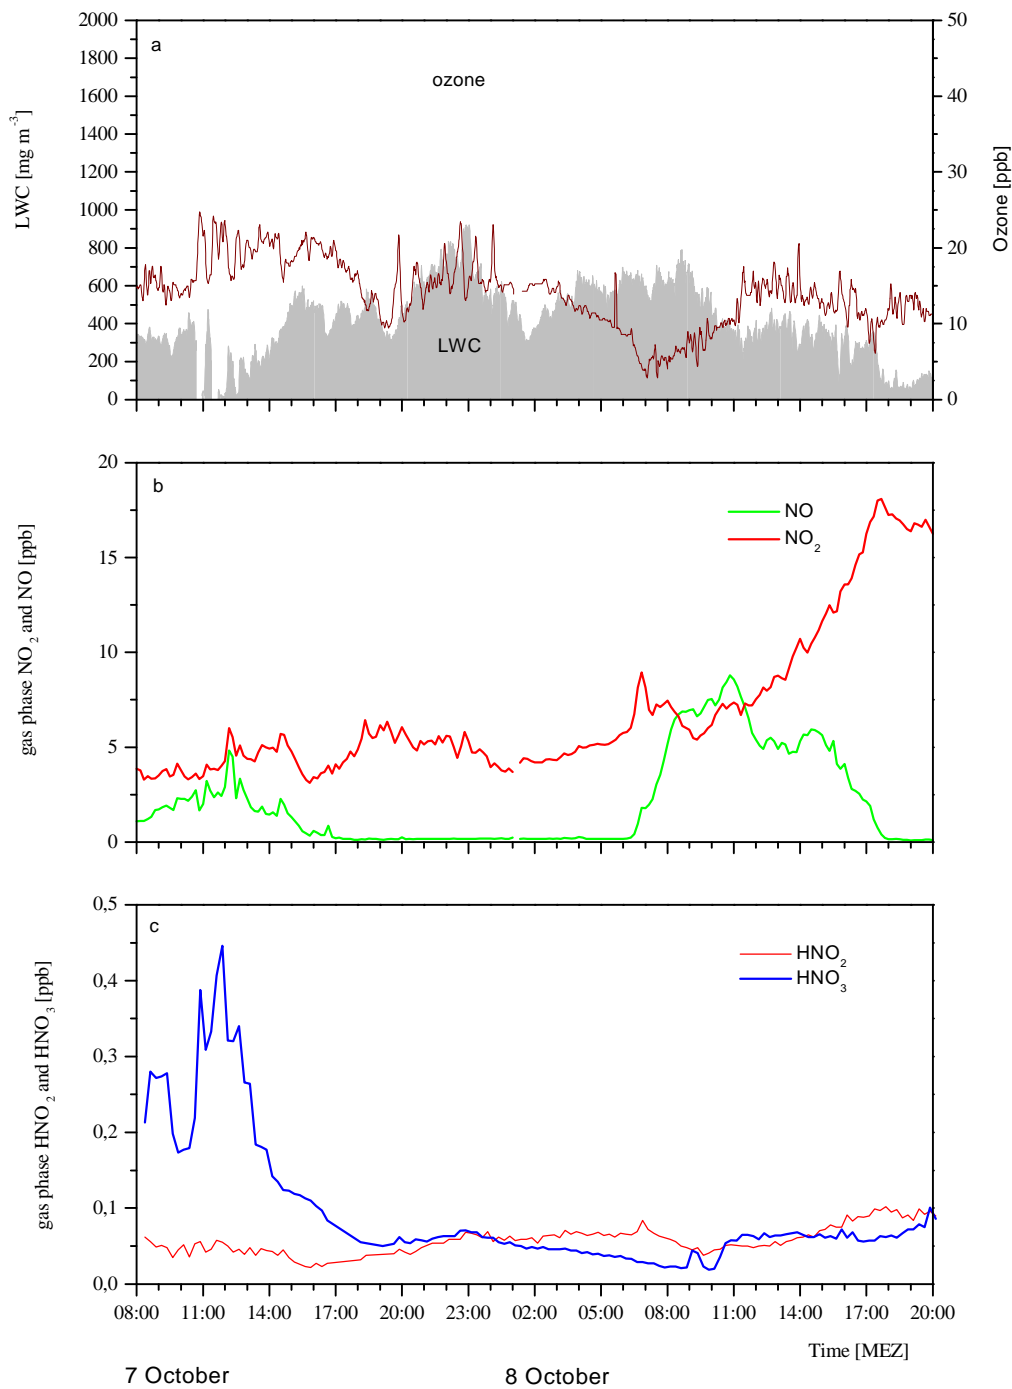 a
ozone
LWC
2000
1800
1600
1400
1200
1000
800
600
400
200
0
LWC [mg m⁻³]
50
40
30
20
10
0
Ozone [ppb]
b
NO
NO₂
20
15
10
5
0
gas phase NO₂ and NO [ppb]
c
HNO₂
HNO₃
0,5
0,4
0,3
0,2
0,1
0,0
gas phase HNO₂ and HNO₃ [ppb]
08:00 11:00 14:00 17:00 20:00 23:00 02:00 05:00 08:00 11:00 14:00 17:00 20:00
Time [MEZ]
7 October 8 October